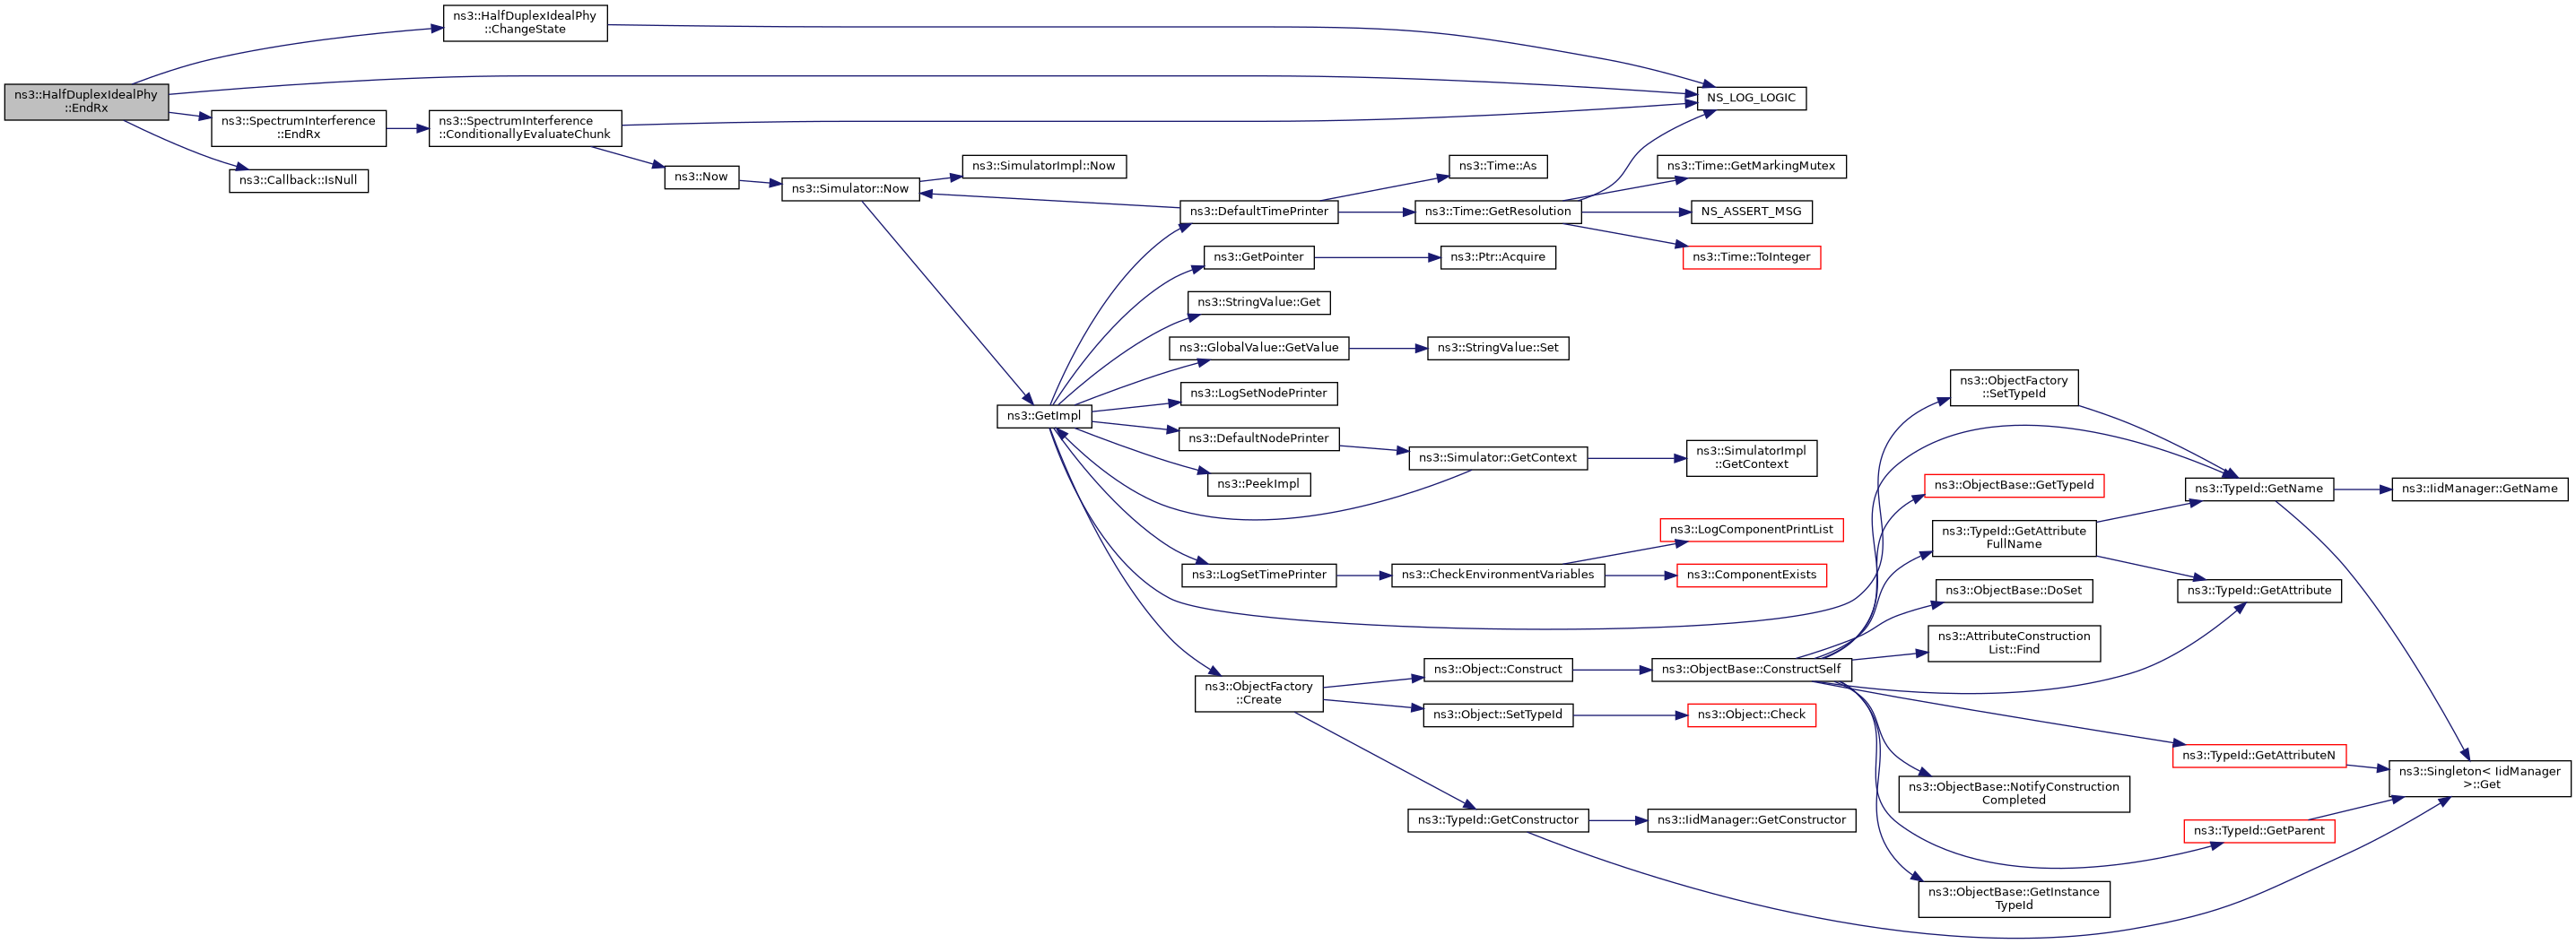 ns3::HalfDuplexIdealPhy
::EndRx
ns3::HalfDuplexIdealPhy
::ChangeState
ns3::SpectrumInterference
::EndRx
ns3::Callback::IsNull
ns3::SpectrumInterference
::ConditionallyEvaluateChunk
ns3::Now
ns3::Simulator::Now
ns3::SimulatorImpl::Now
ns3::GetImpl
ns3::DefaultTimePrinter
ns3::GetPointer
ns3::StringValue::Get
ns3::GlobalValue::GetValue
ns3::LogSetNodePrinter
ns3::DefaultNodePrinter
ns3::PeekImpl
ns3::LogSetTimePrinter
ns3::ObjectFactory
::Create
ns3::Time::As
ns3::Time::GetResolution
ns3::Ptr::Acquire
ns3::StringValue::Set
ns3::Simulator::GetContext
ns3::CheckEnvironmentVariables
ns3::Object::Construct
ns3::Object::SetTypeId
ns3::TypeId::GetConstructor
NS_LOG_LOGIC
ns3::Time::GetMarkingMutex
NS_ASSERT_MSG
ns3::Time::ToInteger
ns3::SimulatorImpl
::GetContext
ns3::LogComponentPrintList
ns3::ComponentExists
ns3::ObjectBase::ConstructSelf
ns3::Object::Check
ns3::IidManager::GetConstructor
ns3::ObjectFactory
::SetTypeId
ns3::ObjectBase::GetTypeId
ns3::TypeId::GetAttribute
FullName
ns3::ObjectBase::DoSet
ns3::AttributeConstruction
List::Find
ns3::ObjectBase::NotifyConstruction
Completed
ns3::ObjectBase::GetInstance
TypeId
ns3::TypeId::GetName
ns3::TypeId::GetAttribute
ns3::TypeId::GetAttributeN
ns3::TypeId::GetParent
ns3::IidManager::GetName
ns3::Singleton< IidManager
>::Get